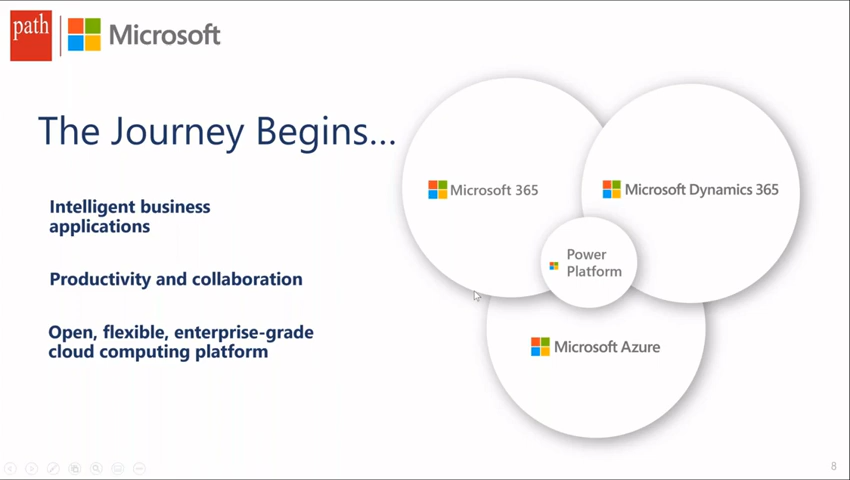 path
Microsoft
The Journey Begins...
Intelligent business
applications
Productivity and collaboration
Open, flexible, enterprise-grade
cloud computing platform
Microsoft 365
Microsoft Dynamics 365
Power
Platform
Microsoft Azure
8